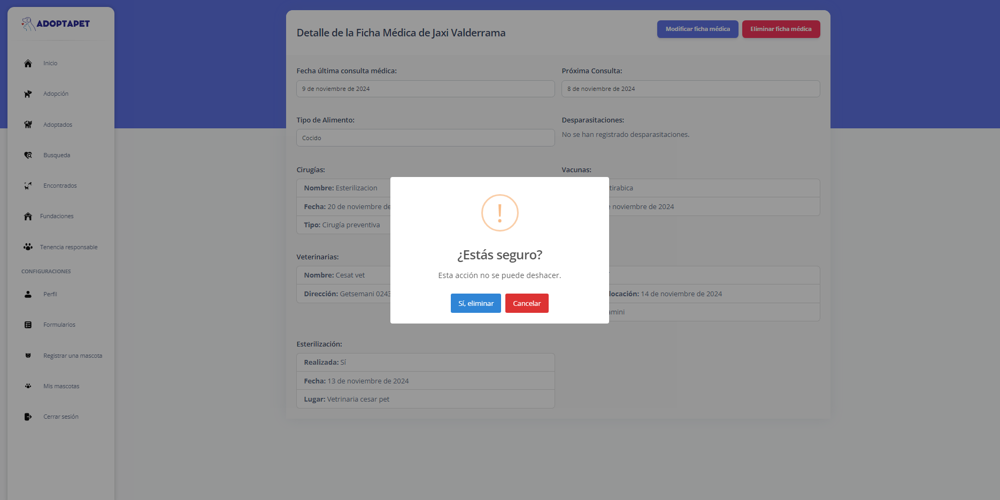 ADOPTAPET
Inicio
Adopción
Adoptados
Busqueda
Encontrados
Fundaciones
Tenencia responsable
CONFIGURACIONES
Perfil
Formularios
Registrar una mascota
Mis mascotas
Cerrar sesión
Detalle de la Ficha Médica de Jaxi Valderrama
Modificar ficha médica
Eliminar ficha médica
Fecha última consulta médica:
9 de noviembre de 2024
Próxima Consulta:
8 de noviembre de 2024
Tipo de Alimento:
Cocido
Desparasitaciones:
No se han registrado desparasitaciones.
Cirugías:
Nombre: Esterilizacion
Fecha: 20 de noviembre de
Tipo: Cirugía preventiva
Vacunas:
tirabica
noviembre de 2024
¿Estás seguro?
Esta acción no se puede deshacer.
Sí, eliminar
Cancelar
Veterinarias:
Nombre: Cesat vet
Dirección: Getsemani 0243
locación: 14 de noviembre de 2024
amini
Esterilización:
Realizada: Sí
Fecha: 13 de noviembre de 2024
Lugar: Vetrinaria cesar pet